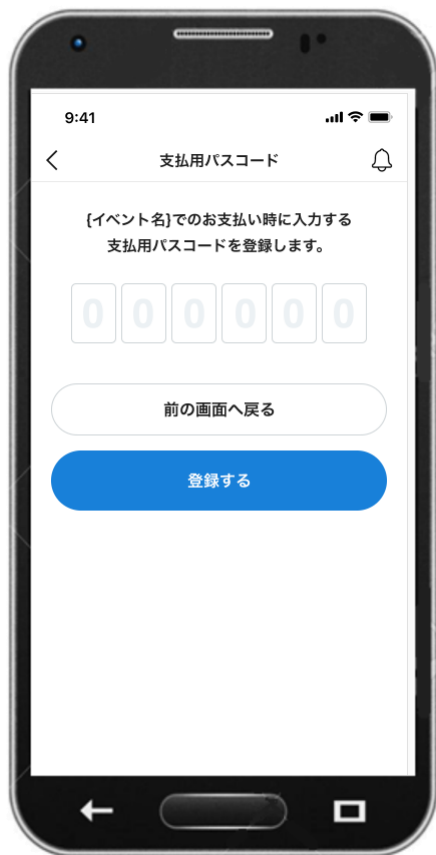 9:41
支払用パスコード
{イベント名}でのお支払い時に入力する
支払用パスコードを登録します。
0 0 0 0 0 0
前の画面へ戻る
登録する